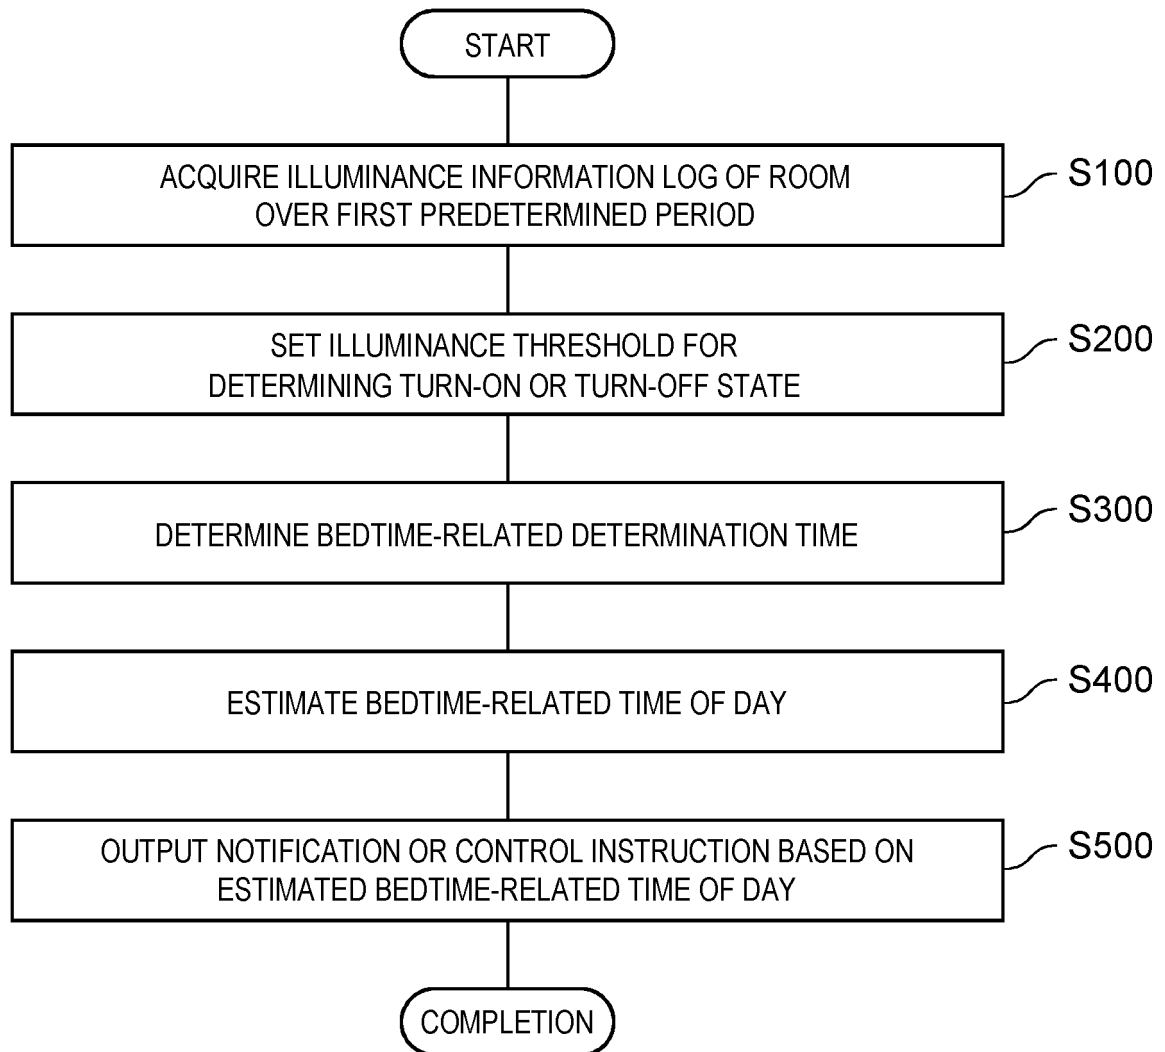 START
ACQUIRE ILLUMINANCE INFORMATION LOG OF ROOM
OVER FIRST PREDETERMINED PERIOD
S100
SET ILLUMINANCE THRESHOLD FOR
DETERMINING TURN-ON OR TURN-OFF STATE
S200
DETERMINE BEDTIME-RELATED DETERMINATION TIME
S300
ESTIMATE BEDTIME-RELATED TIME OF DAY
S400
OUTPUT NOTIFICATION OR CONTROL INSTRUCTION BASED ON
ESTIMATED BEDTIME-RELATED TIME OF DAY
S500
COMPLETION